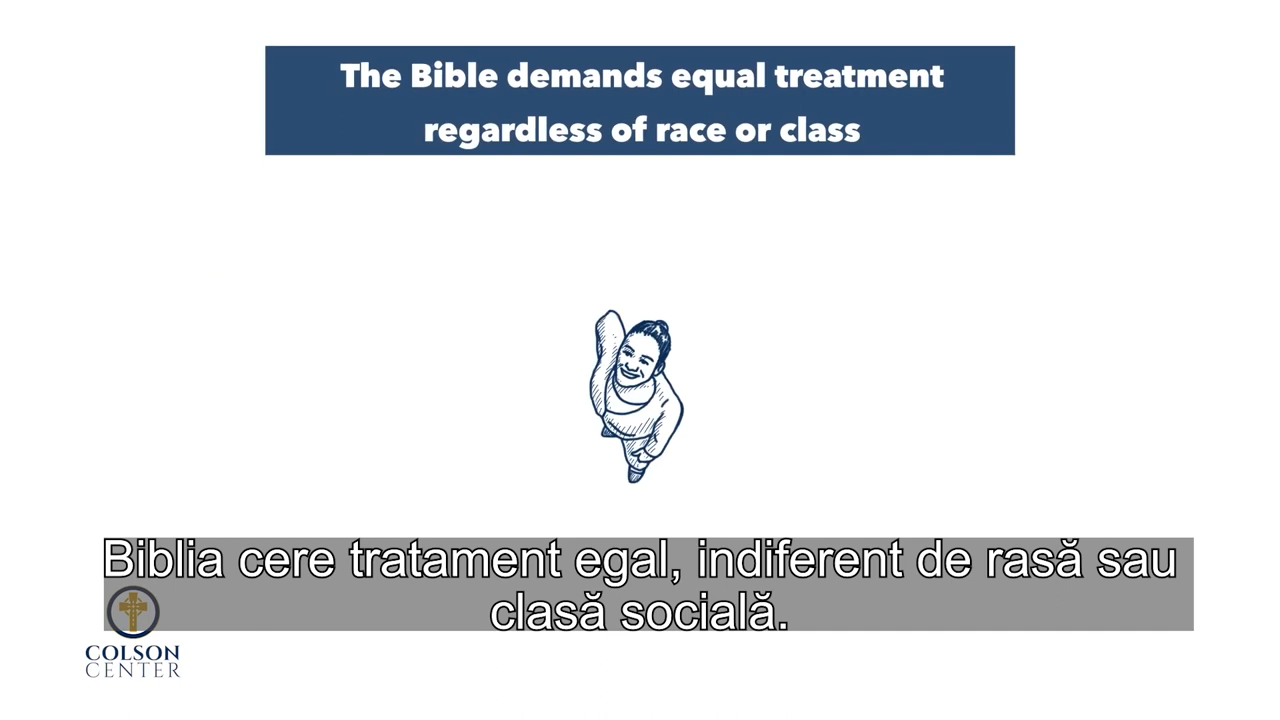 The Bible demands equal treatment
regardless of race or class
Biblia cere tratament egal, indiferent de rasă sau
clasă socială.
COLSON
CENTER